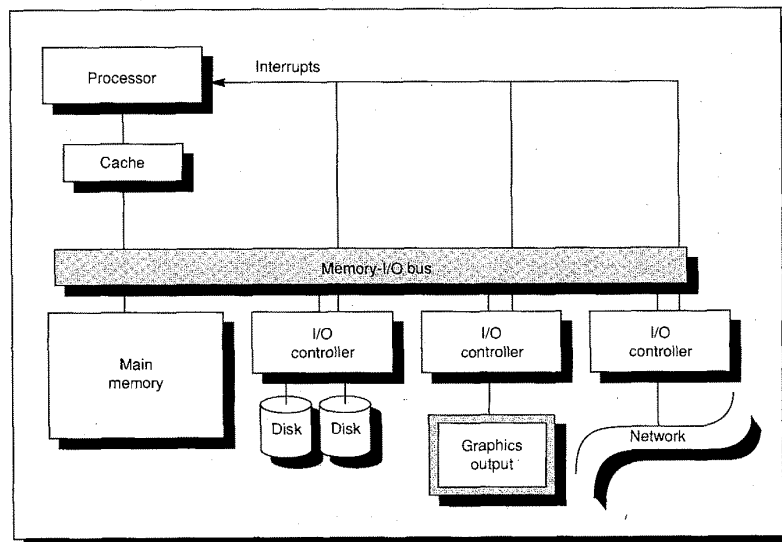 Interrupts
Processor
Cache
Memory-I/O bus
Main
memory
I/O
controller
I/O
controller
I/O
controller
Disk
Disk
Graphics
output
Network